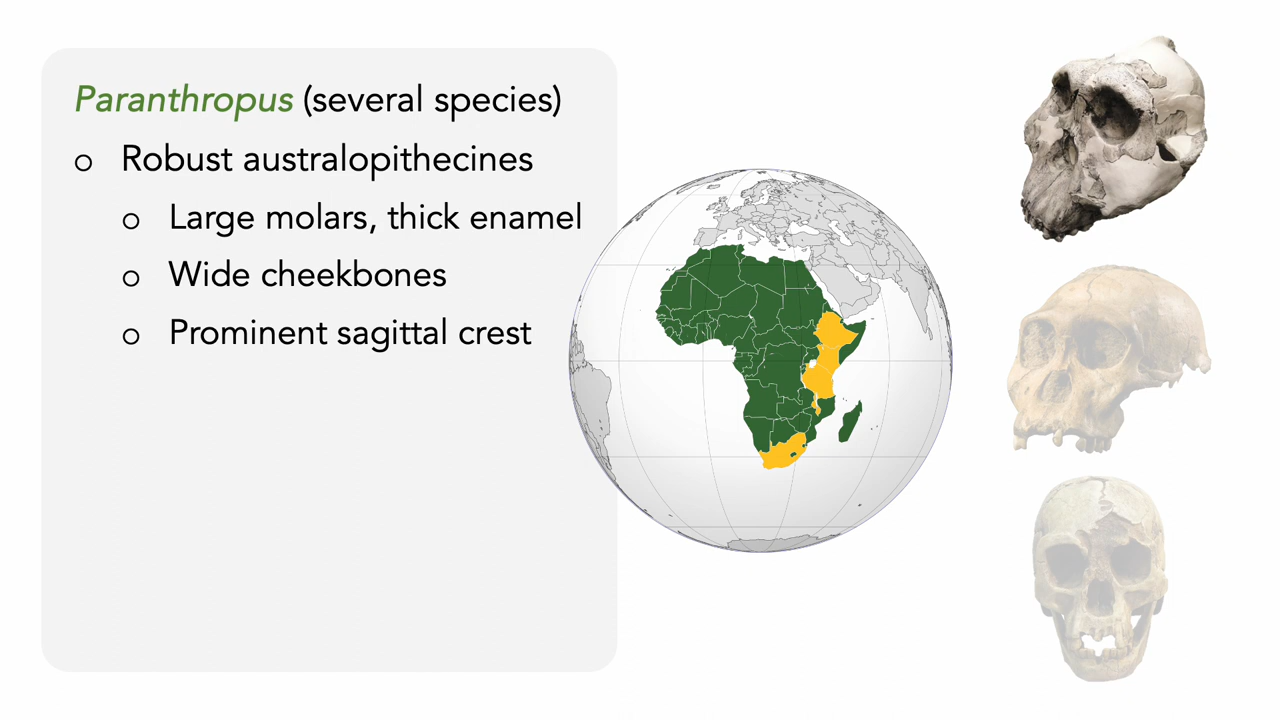 Paranthropus (several species)
Robust australopithecines
Large molars, thick enamel
Wide cheekbones
Prominent sagittal crest